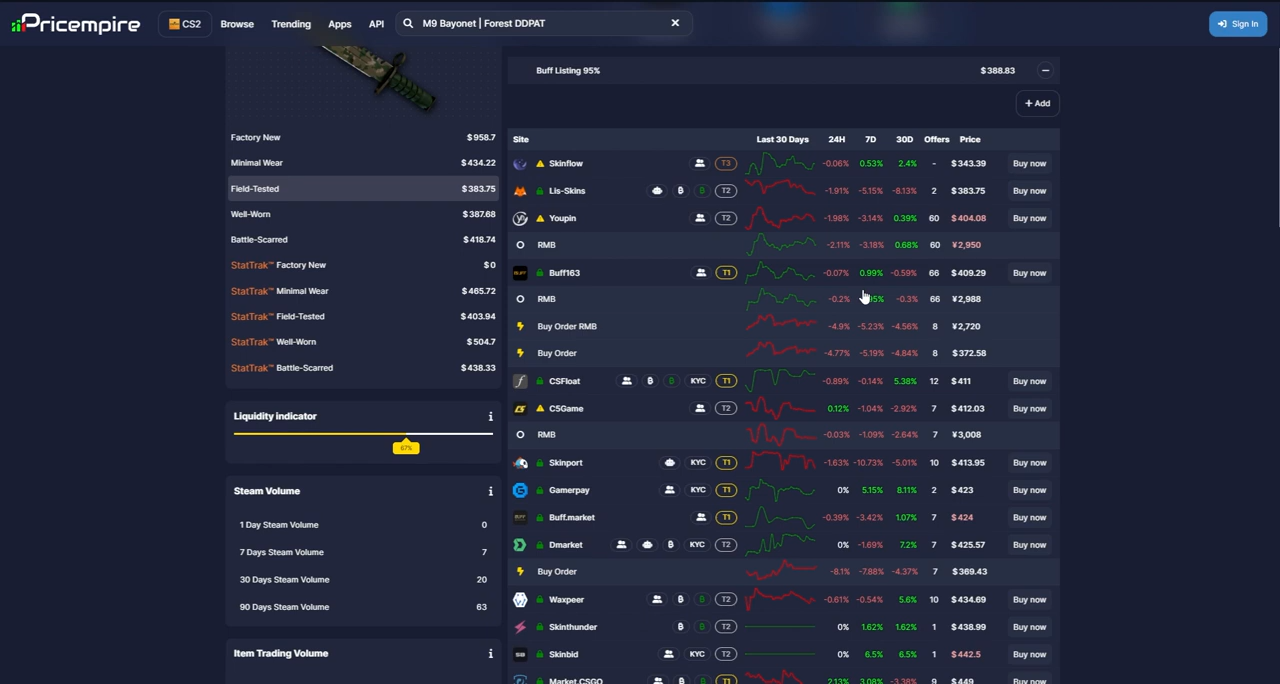 Pricempire CS2 Browse Trending Apps API M9 Bayonet | Forest DDPAT Sign In
Factory New $958.7
Minimal Wear $434.22
Field-Tested $383.75
Well-Worn $387.68
Battle-Scarred $418.74
StatTrak™ Factory New $0
StatTrak™ Minimal Wear $465.72
StatTrak™ Field-Tested $403.94
StatTrak™ Well-Worn $504.7
StatTrak™ Battle-Scarred $438.33
Liquidity indicator
67%
Steam Volume
1 Day Steam Volume 0
7 Days Steam Volume 7
30 Days Steam Volume 20
90 Days Steam Volume 63
Item Trading Volume
Buff Listing 95% $388.83
+ Add
Site Last 30 Days 24H 7D 30D Offers Price
Skinflow T3 -0.06% 0.53% 2.4% - $343.39 Buy now
Lis-Skins T2 -1.91% -5.15% -8.13% 2 $383.75 Buy now
Youpin T2 -1.98% -3.14% 0.39% 60 $404.08 Buy now
RMB -2.11% -3.18% 0.68% 60 ¥2,950
Buff163 T1 -0.07% 0.99% -0.59% 66 $409.29 Buy now
RMB -0.2% -0.3% 66 ¥2,988
Buy Order RMB -4.9% -5.23% -4.56% 8 ¥2,720
Buy Order -4.77% -5.19% -4.84% 8 $372.58
CSFloat KYC T1 -0.89% -0.14% 5.38% 12 $411 Buy now
C5Game T2 0.12% -1.04% -2.92% 7 $412.03 Buy now
RMB -0.03% -1.09% -2.64% 7 ¥3,008
Skinport KYC T1 -1.63% -10.73% -5.01% 10 $413.95 Buy now
Gamerpay KYC T1 0% 5.15% 8.11% 2 $423 Buy now
Buff.market T1 -0.39% -3.42% 1.07% 7 $424 Buy now
Dmarket KYC T2 0% -1.69% 7.2% 7 $425.57 Buy now
Buy Order -8.1% -7.88% -4.37% 7 $369.43
Waxpeer T2 -0.61% -0.54% 5.6% 10 $434.69 Buy now
Skinthunder T2 0% 1.62% 1.62% 1 $438.99 Buy now
Skinbid KYC T2 0% 6.5% 6.5% 1 $442.5 Buy now
Market.CSGO T1 2.13% 3.08% -3.38% 9 $449 Buy now